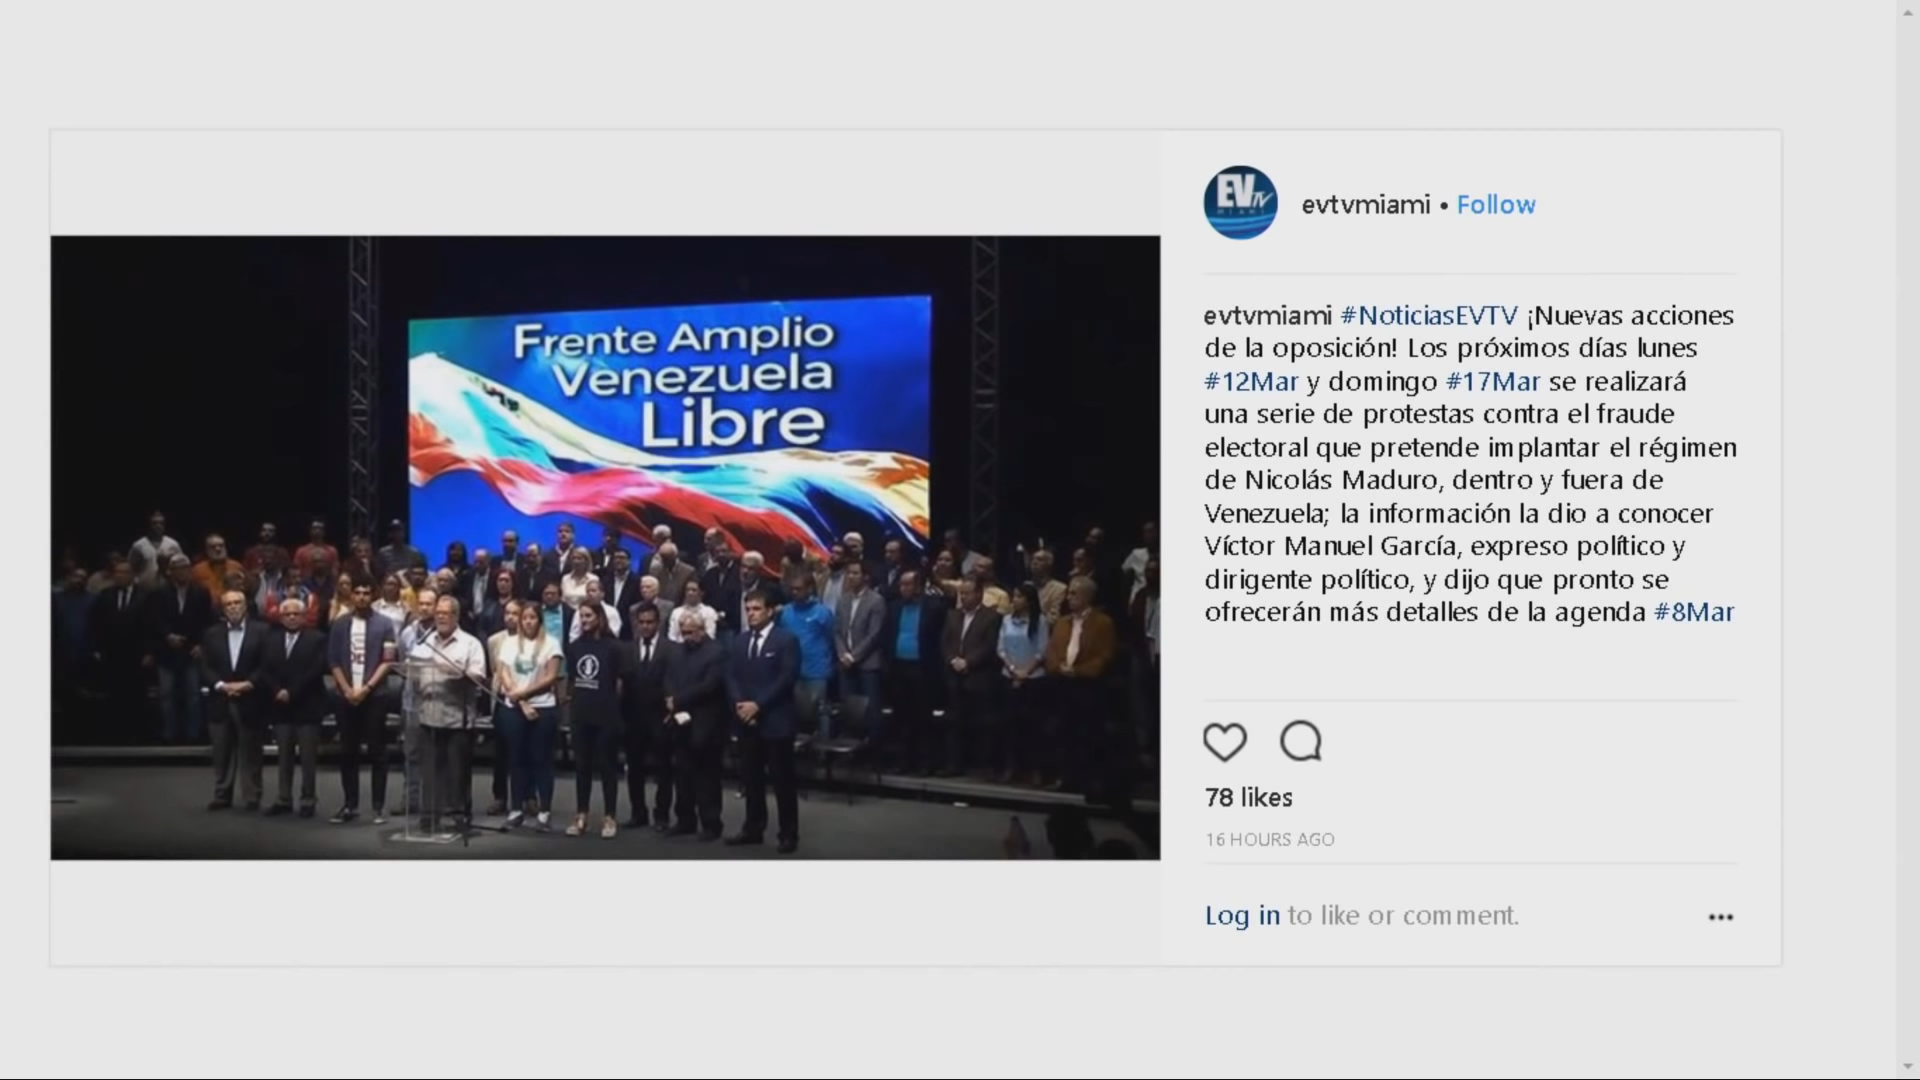 Frente Amplio
Venezuela
Libre
EVTV
MIAMI
evtvmiami • Follow
evtvmiami #NoticiasEVTV ¡Nuevas acciones
de la oposición! Los próximos días lunes
#12Mar y domingo #17Mar se realizará
una serie de protestas contra el fraude
electoral que pretende implantar el régimen
de Nicolás Maduro, dentro y fuera de
Venezuela; la información la dio a conocer
Víctor Manuel García, expreso político y
dirigente político, y dijo que pronto se
ofrecerán más detalles de la agenda #8Mar
78 likes
16 HOURS AGO
Log in to like or comment.